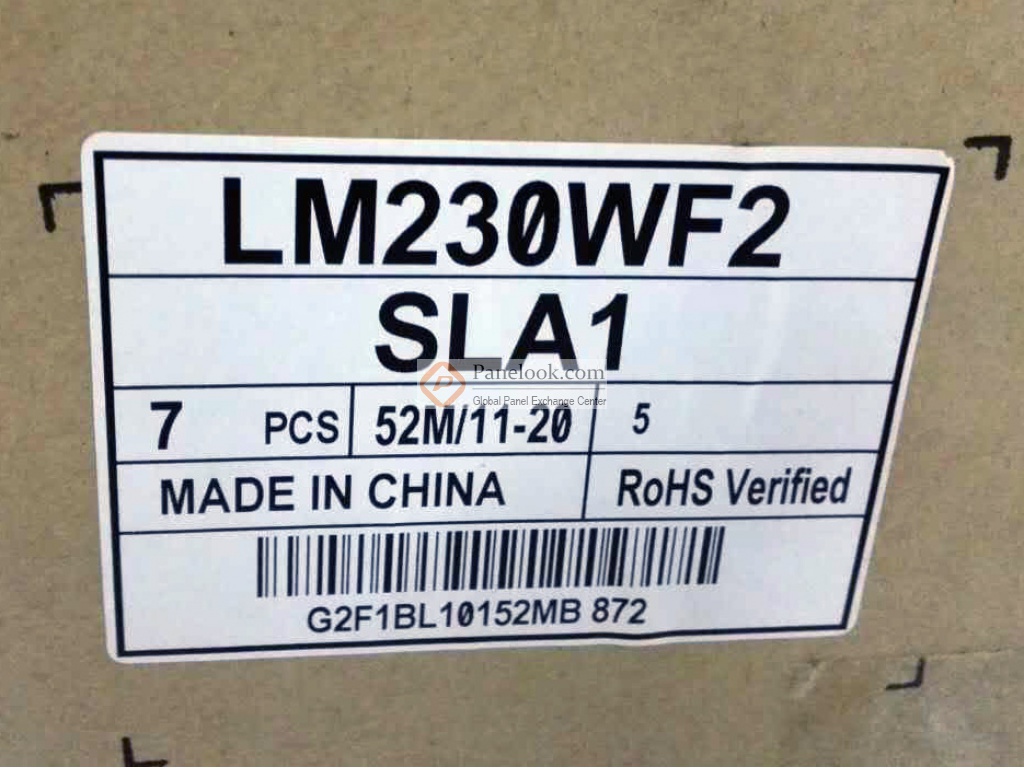 LM230WF2
SLA1
Panelook.com
Global Panel Exchange Center
7 PCS 52M/11-20 5
MADE IN CHINA RoHS Verified
G2F1BL10152MB 872